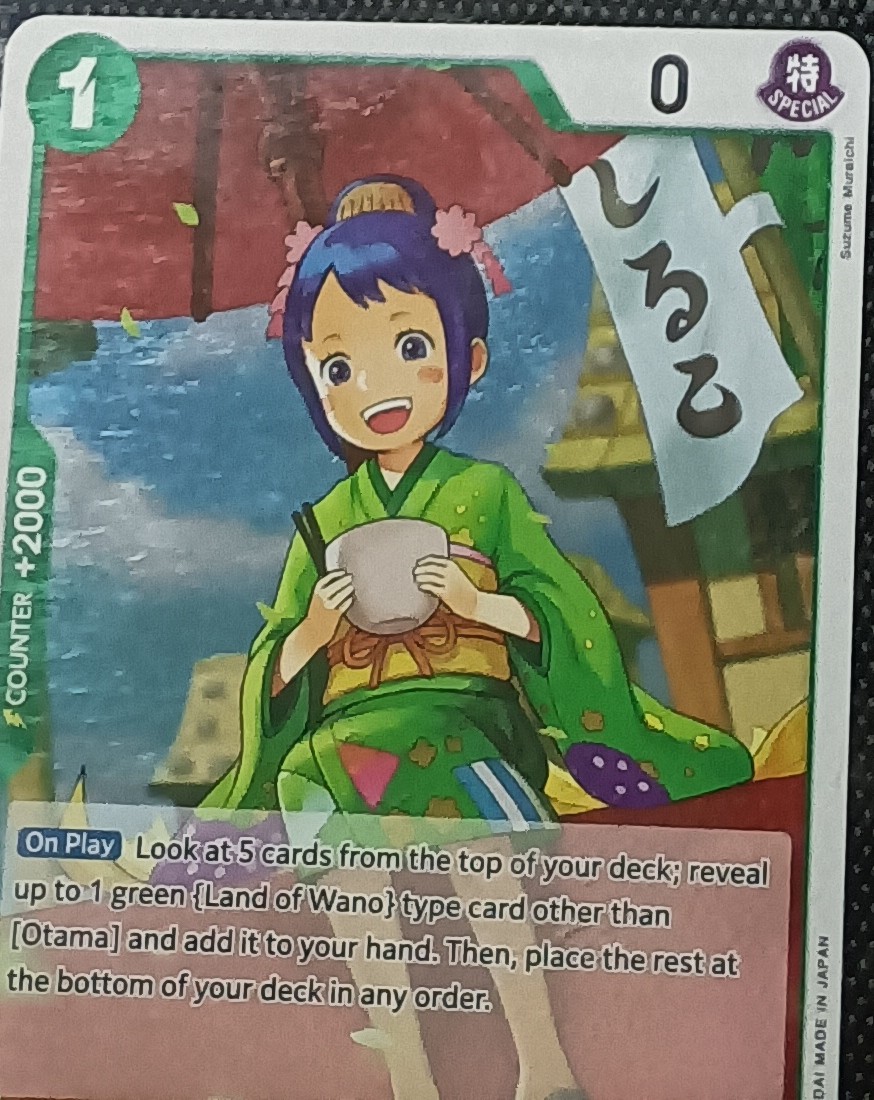 1
0
特
SPECIAL
Suzume Muraichi
しるこ
COUNTER +2000
On Play Look at 5 cards from the top of your deck; reveal
up to 1 green {Land of Wano} type card other than
[Otama] and add it to your hand. Then, place the rest at
the bottom of your deck in any order.
DAI MADE IN JAPAN